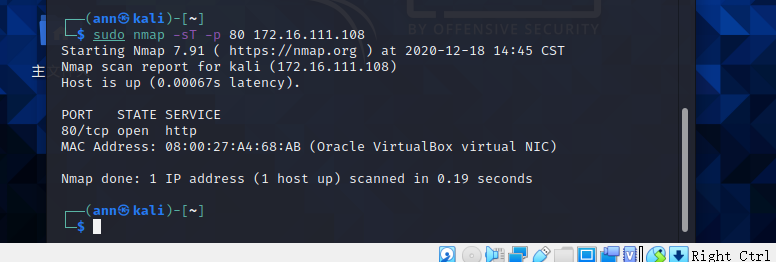 BY OFFENSIVE SECURITY
主
┌──(ann㉿kali)-[~]
└─$ sudo nmap -sT -p 80 172.16.111.108
Starting Nmap 7.91 ( https://nmap.org ) at 2020-12-18 14:45 CST
Nmap scan report for kali (172.16.111.108)
Host is up (0.00067s latency).
PORT   STATE SERVICE
80/tcp open  http
MAC Address: 08:00:27:A4:68:AB (Oracle VirtualBox virtual NIC)
Nmap done: 1 IP address (1 host up) scanned in 0.19 seconds
┌──(ann㉿kali)-[~]
└─$
Right Ctrl